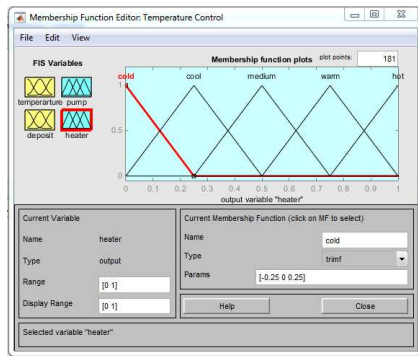 Membership Function Editor: Temperature Control
File Edit View
FIS Variables
temperarture pump
deposit heater
Membership function plots plot points: 181
cold cool medium warm hot
1
0.5
0
0 0.1 0.2 0.3 0.4 0.5 0.6 0.7 0.8 0.9 1
output variable "heater"
Current Variable
Name heater
Type output
Range [0 1]
Display Range [0 1]
Current Membership Function (click on MF to select)
Name cold
Type trimf
Params [-0.25 0 0.25]
Help Close
Selected variable "heater"